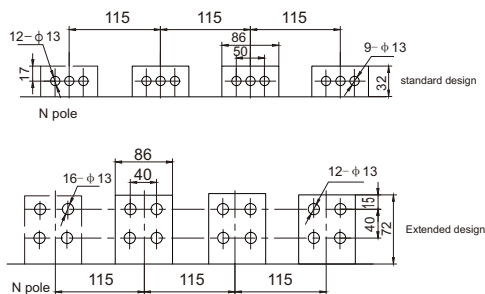 115 115 115
12-ϕ13 86 9-ϕ13
50
17 32 standard design
N pole
86
16-ϕ13 40 12-ϕ13
15
40 72 Extended design
115 115 115
N pole